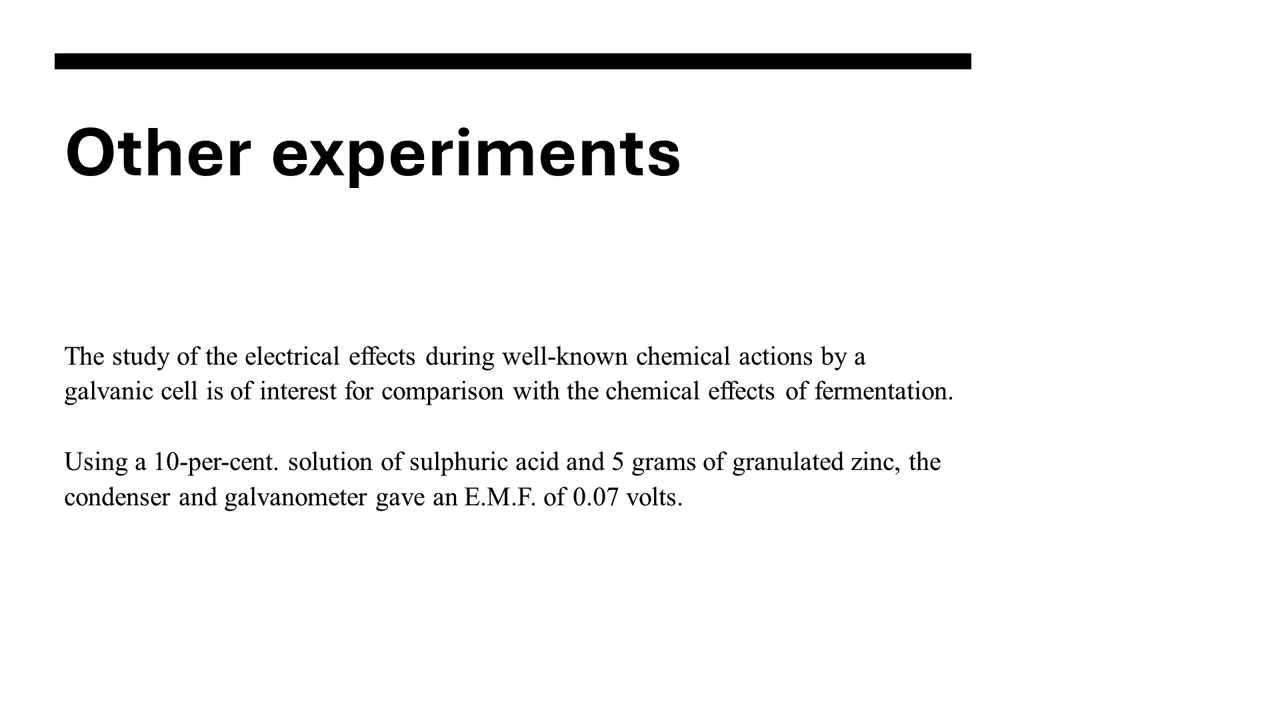 Other experiments
The study of the electrical effects during well-known chemical actions by a
galvanic cell is of interest for comparison with the chemical effects of fermentation.
Using a 10-per-cent. solution of sulphuric acid and 5 grams of granulated zinc, the
condenser and galvanometer gave an E.M.F. of 0.07 volts.